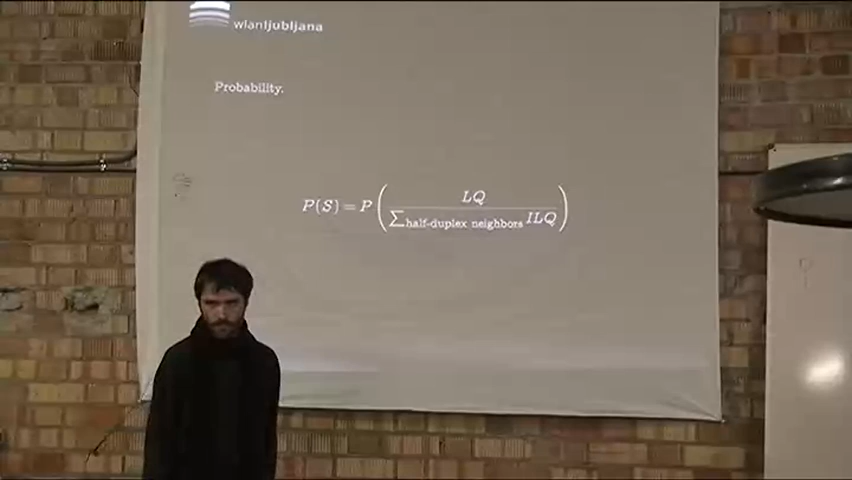 wlanljubljana
Probability.
P(S) = P ( LQ / ∑half-duplex neighbors ILQ )